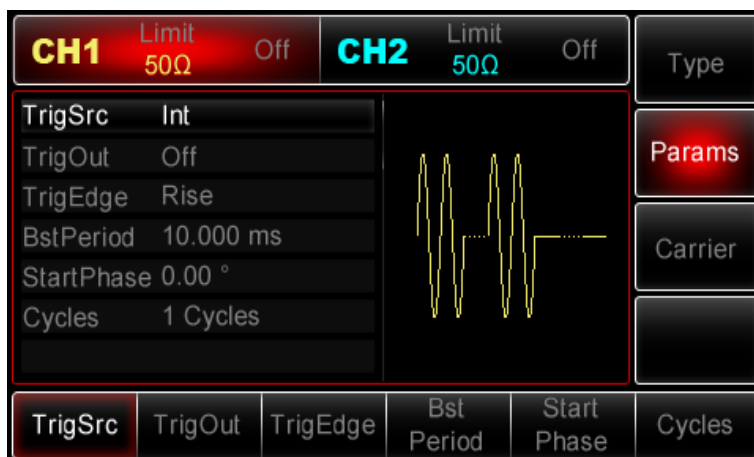 CH1 Limit 50Ω Off CH2 Limit 50Ω Off
Type
TrigSrc Int
TrigOut Off
TrigEdge Rise
BstPeriod 10.000 ms
StartPhase 0.00 °
Cycles 1 Cycles
Params
Carrier
TrigSrc TrigOut TrigEdge Bst Period Start Phase Cycles